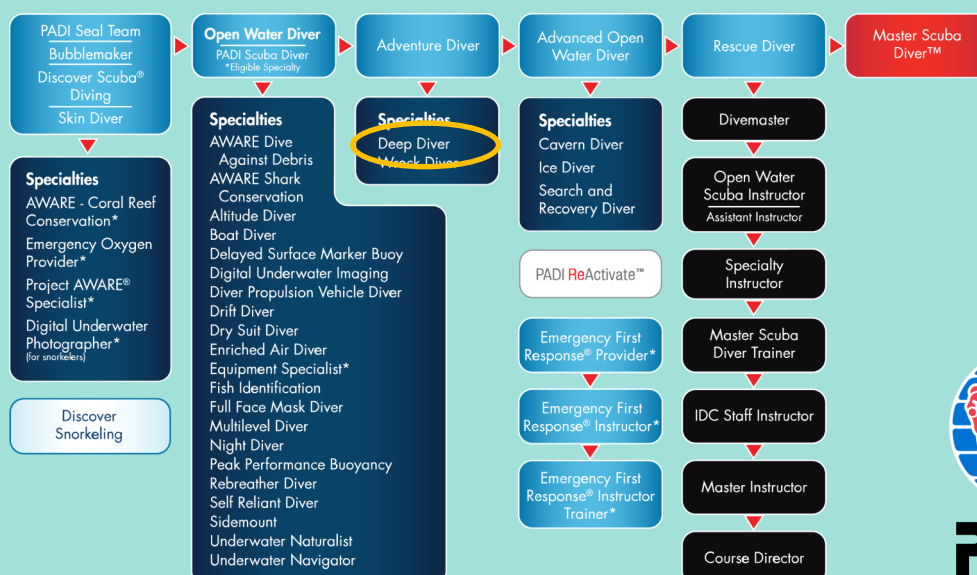 PADI Seal Team
Bubblemaker
Discover Scuba®
Diving
Skin Diver
Specialties
AWARE - Coral Reef
Conservation*
Emergency Oxygen
Provider*
Project AWARE®
Specialist*
Digital Underwater
Photographer*
(for snorkelers)
Discover
Snorkeling
Open Water Diver
PADI Scuba Diver
*Eligible Specialty
Specialties
AWARE Dive
Against Debris
AWARE Shark
Conservation
Altitude Diver
Boat Diver
Delayed Surface Marker Buoy
Digital Underwater Imaging
Diver Propulsion Vehicle Diver
Drift Diver
Dry Suit Diver
Enriched Air Diver
Equipment Specialist*
Fish Identification
Full Face Mask Diver
Multilevel Diver
Night Diver
Peak Performance Buoyancy
Rebreather Diver
Self Reliant Diver
Sidemount
Underwater Naturalist
Underwater Navigator
Adventure Diver
Specialties
Deep Diver
Wreck Diver
Advanced Open
Water Diver
Specialties
Cavern Diver
Ice Diver
Search and
Recovery Diver
PADI ReActivate™
Emergency First
Response® Provider*
Emergency First
Response® Instructor*
Emergency First
Response® Instructor
Trainer*
Rescue Diver
Divemaster
Open Water
Scuba Instructor
Assistant Instructor
Specialty
Instructor
Master Scuba
Diver Trainer
IDC Staff Instructor
Master Instructor
Course Director
Master Scuba
Diver™